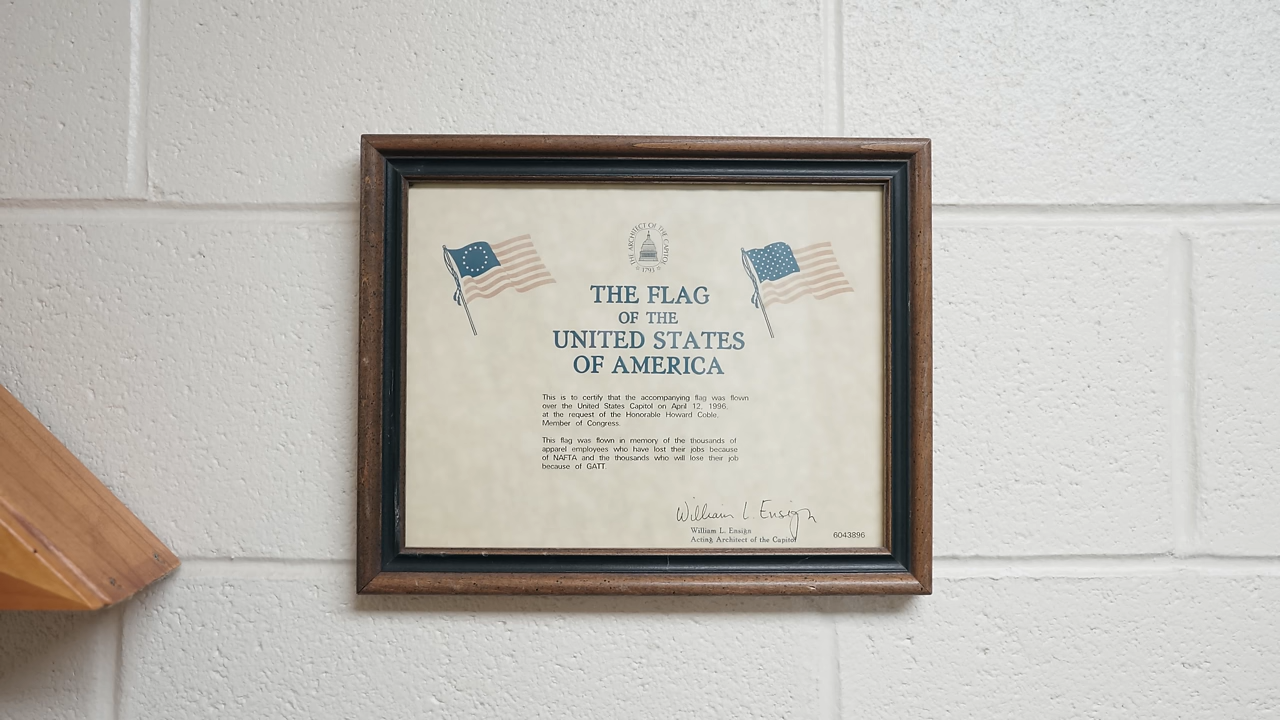 THE ARCHITECT OF THE CAPITOL
1793
THE FLAG
OF THE
UNITED STATES
OF AMERICA
This is to certify that the accompanying flag was flown
over the United States Capitol on April 12, 1996,
at the request of the Honorable Howard Coble,
Member of Congress.
This flag was flown in memory of the thousands of
apparel employees who have lost their jobs because
of NAFTA and the thousands who will lose their job
because of GATT.
William L. Ensign
William L. Ensign
Acting Architect of the Capitol
6043896